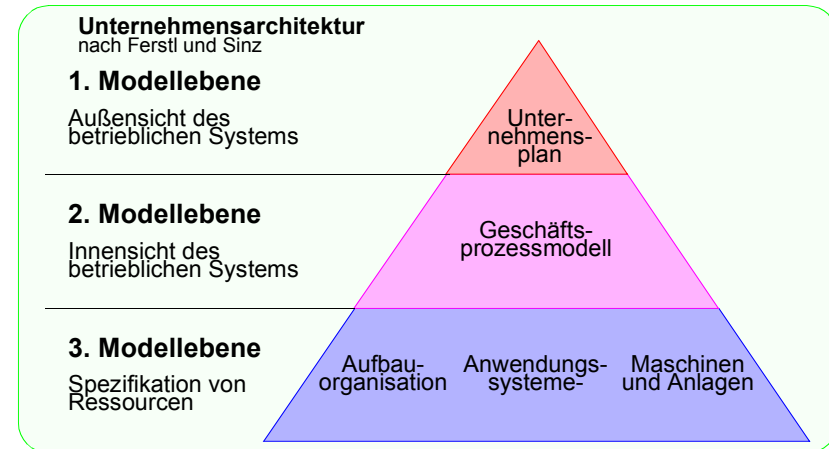 Unternehmensarchitektur
nach Ferstl und Sinz
1. Modellebene
Außensicht des
betrieblichen Systems
Unter-
nehmens-
plan
2. Modellebene
Innensicht des
betrieblichen Systems
Geschäfts-
prozessmodell
3. Modellebene
Spezifikation von
Ressourcen
Aufbau-
organisation
Anwendungs-
systeme-
Maschinen
und Anlagen